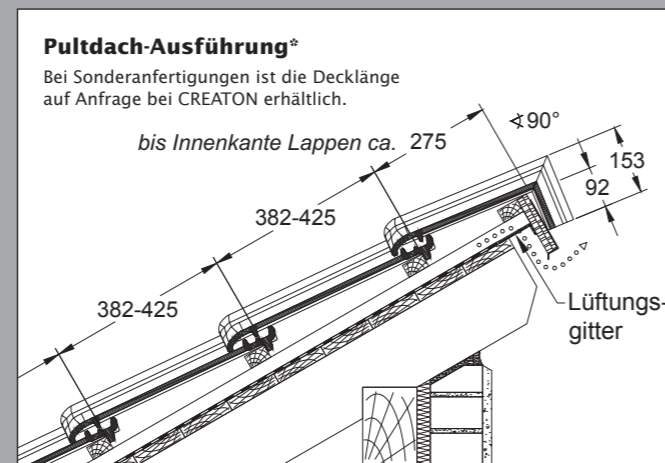 Pultdach-Ausführung*
Bei Sonderanfertigungen ist die Decklänge
auf Anfrage bei CREATON erhältlich.
bis Innenkante Lappen ca. 275
∢90°
153
92
382-425
382-425
Lüftungs-
gitter